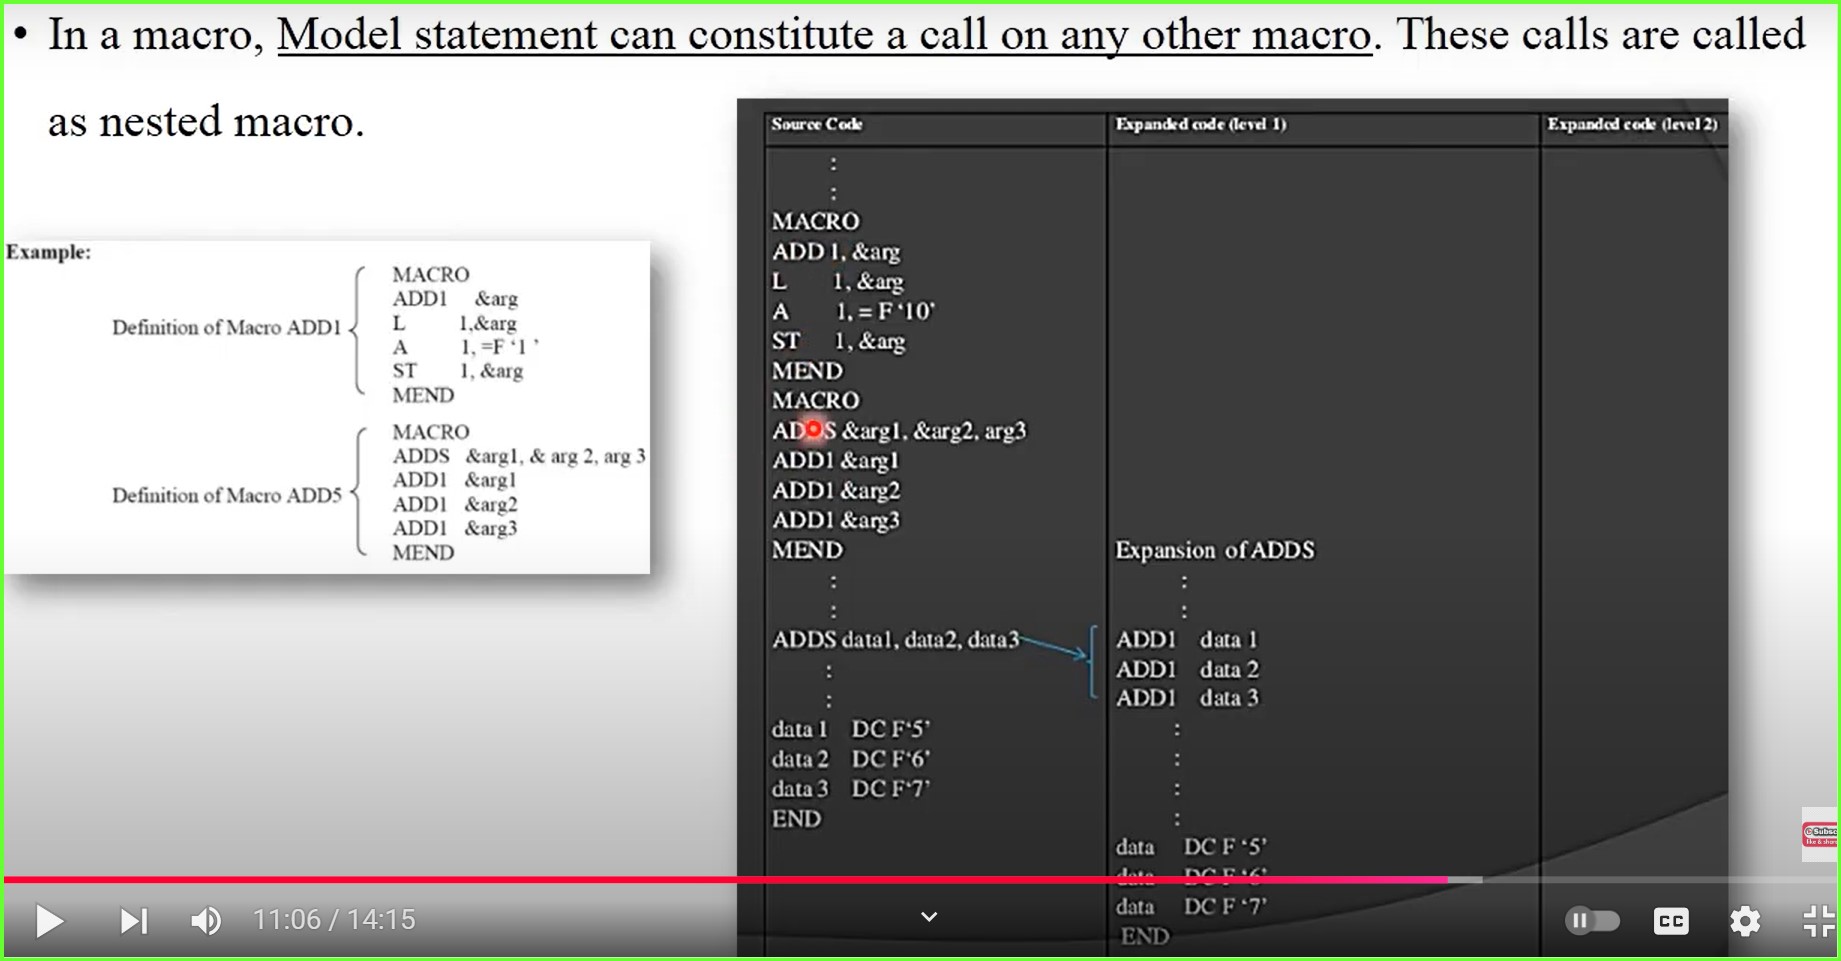 • In a macro, Model statement can constitute a call on any other macro. These calls are called
as nested macro.
Example:
Definition of Macro ADD1
MACRO
ADD1 &arg
L 1,&arg
A 1, =F ‘1 ’
ST 1, &arg
MEND
Definition of Macro ADD5
MACRO
ADDS &arg1, & arg 2, arg 3
ADD1 &arg1
ADD1 &arg2
ADD1 &arg3
MEND
Source Code
:
:
MACRO
ADD 1, &arg
L 1, &arg
A 1, = F ‘10’
ST 1, &arg
MEND
MACRO
ADDS &arg1, &arg2, arg3
ADD1 &arg1
ADD1 &arg2
ADD1 &arg3
MEND
:
:
ADDS data1, data2, data3
:
:
data 1 DC F‘5’
data 2 DC F‘6’
data 3 DC F‘7’
END
Expanded code (level 1)
Expansion of ADDS
:
:
ADD1 data 1
ADD1 data 2
ADD1 data 3
:
:
:
:
data DC F ‘5’
data DC F ‘6’
data DC F ‘7’
END
Expanded code (level 2)
11:06 / 14:15
CC